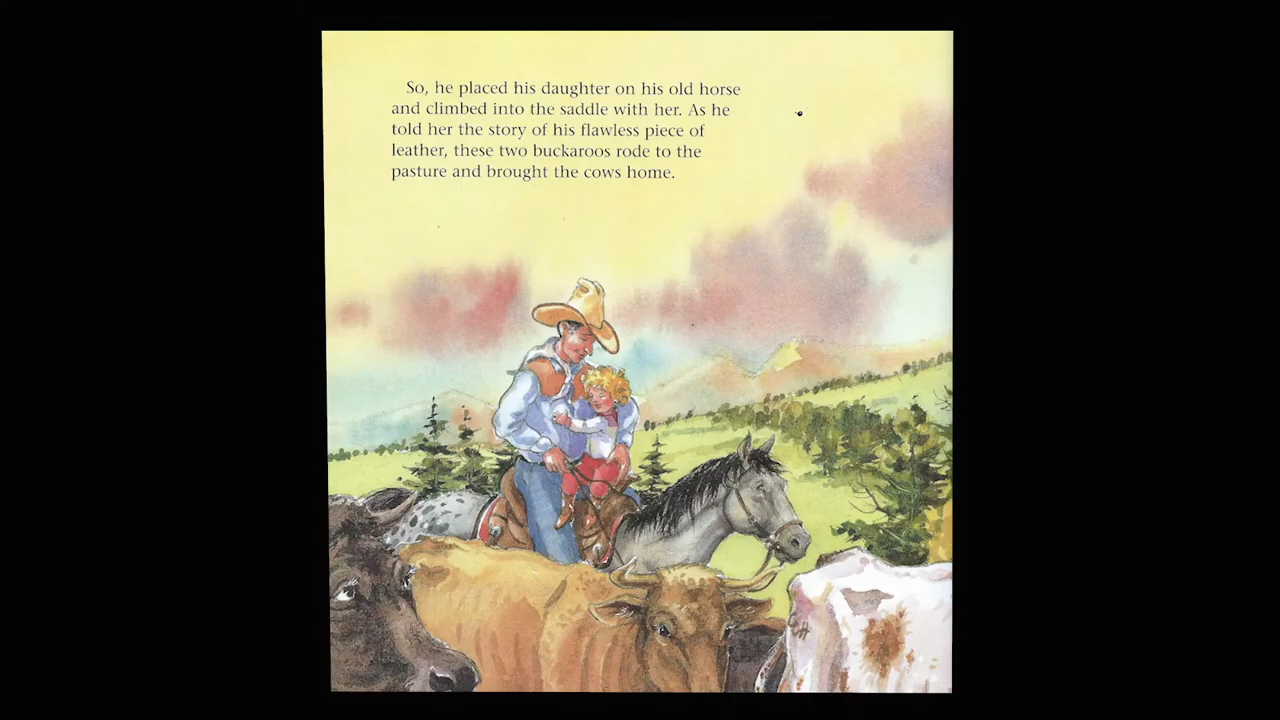 So, he placed his daughter on his old horse
and climbed into the saddle with her. As he
told her the story of his flawless piece of
leather, these two buckaroos rode to the
pasture and brought the cows home.